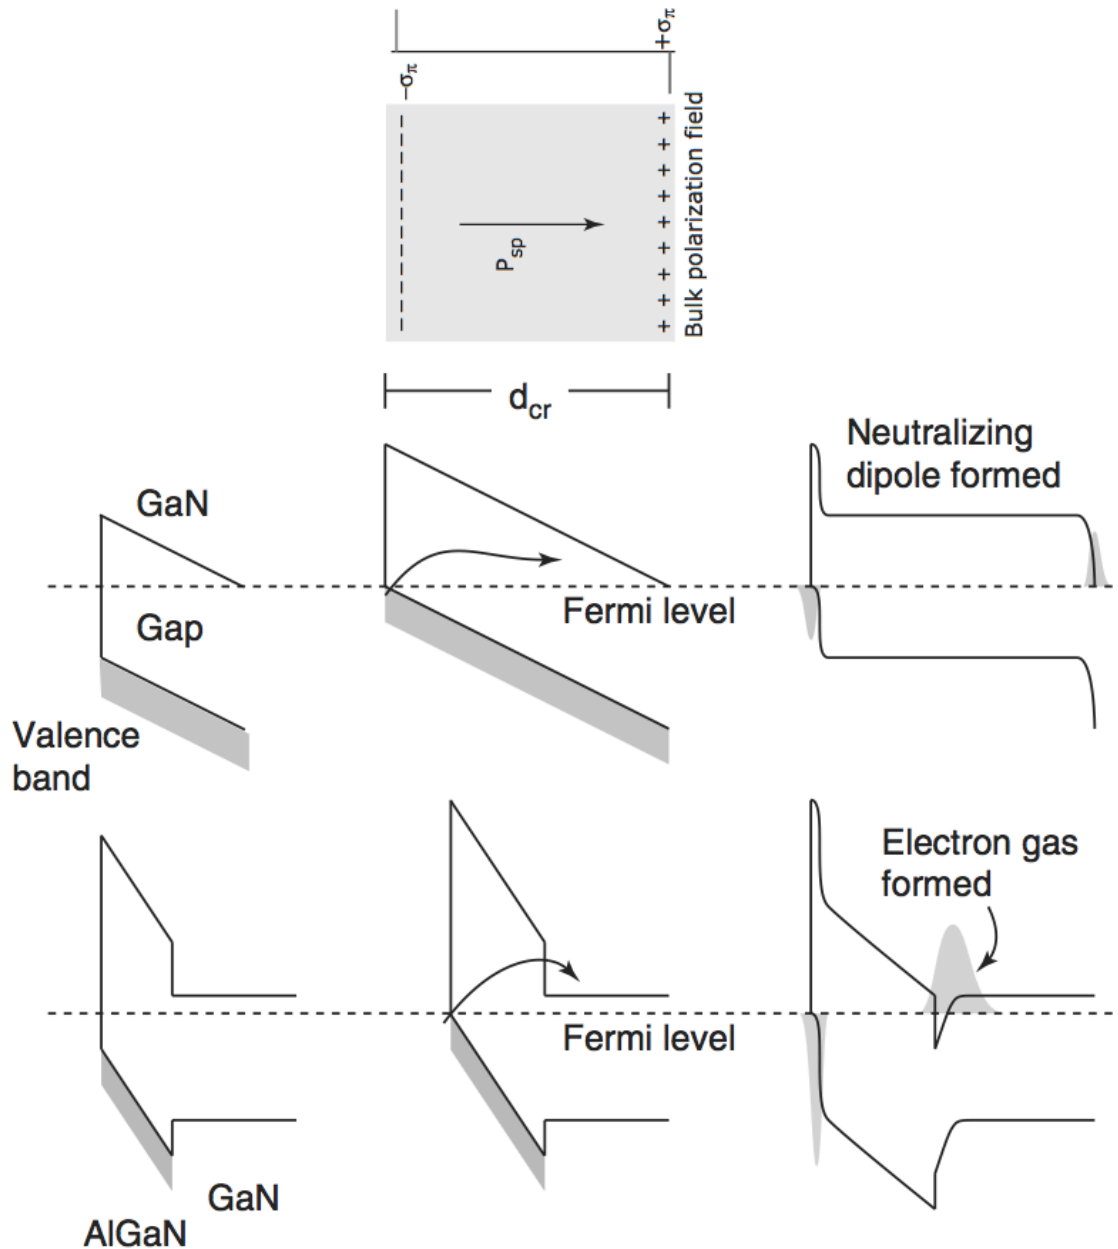 −σπ
+σπ
Psp
Bulk polarization field
+
+
+
+
+
+
+
+
+
dcr
Neutralizing
dipole formed
GaN
Fermi level
Gap
Valence
band
Electron gas
formed
Fermi level
GaN
AlGaN